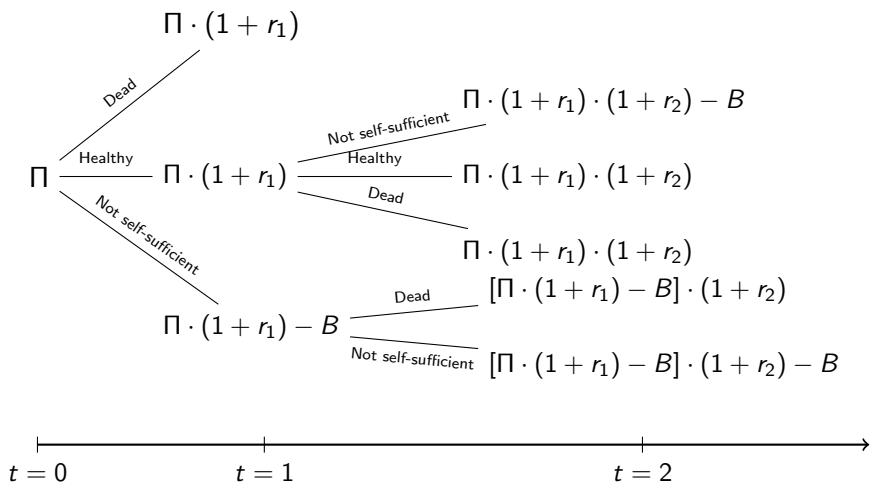 Π · (1 + r₁)
Dead
Π · (1 + r₁) · (1 + r₂) − B
Not self-sufficient
Healthy
Healthy
Π
Π · (1 + r₁)
Π · (1 + r₁) · (1 + r₂)
Dead
Not self-sufficient
Π · (1 + r₁) · (1 + r₂)
[Π · (1 + r₁) − B] · (1 + r₂)
Dead
Π · (1 + r₁) − B
Not self-sufficient
[Π · (1 + r₁) − B] · (1 + r₂) − B
t = 0
t = 1
t = 2